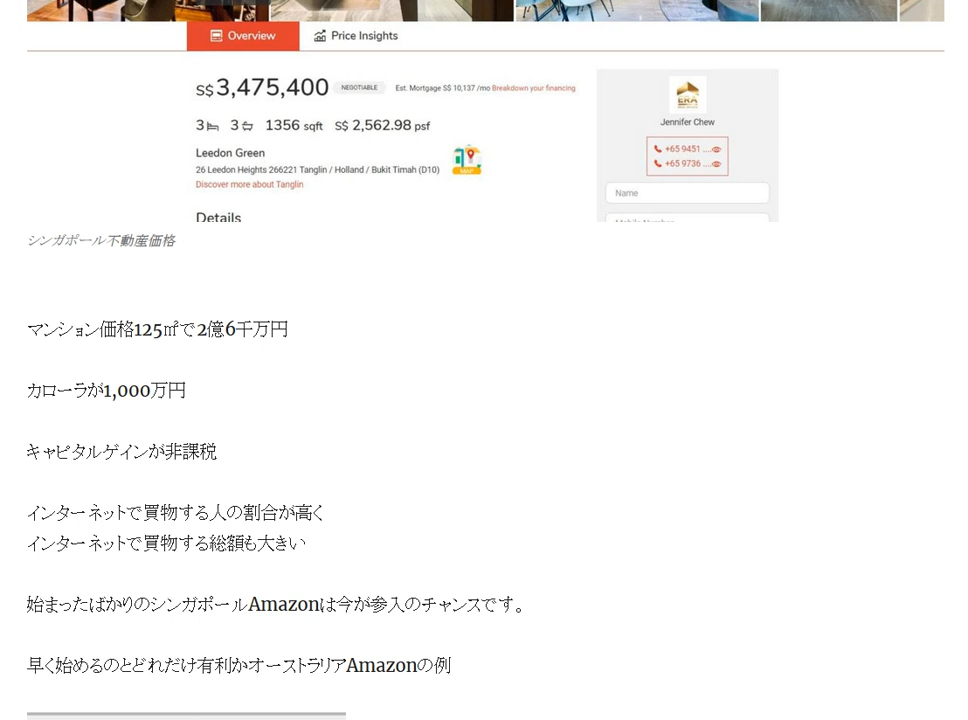 Overview
Price Insights
S$3,475,400 NEGOTIABLE Est. Mortgage S$ 10,137 /mo Breakdown your financing
3 3 1356 sqft S$ 2,562.98 psf
Leedon Green
26 Leedon Heights 266221 Tanglin / Holland / Bukit Timah (D10)
Discover more about Tanglin
MAP
Details
ERA
Jennifer Chew
+65 9451 ....
+65 9736 ....
Name
Mobile Number
シンガポール不動産価格
マンション価格125㎡で2億6千万円
カローラが1,000万円
キャピタルゲインが非課税
インターネットで買物する人の割合が高く
インターネットで買物する総額も大きい
始まったばかりのシンガポールAmazonは今が参入のチャンスです。
早く始めるのとどれだけ有利かオーストラリアAmazonの例